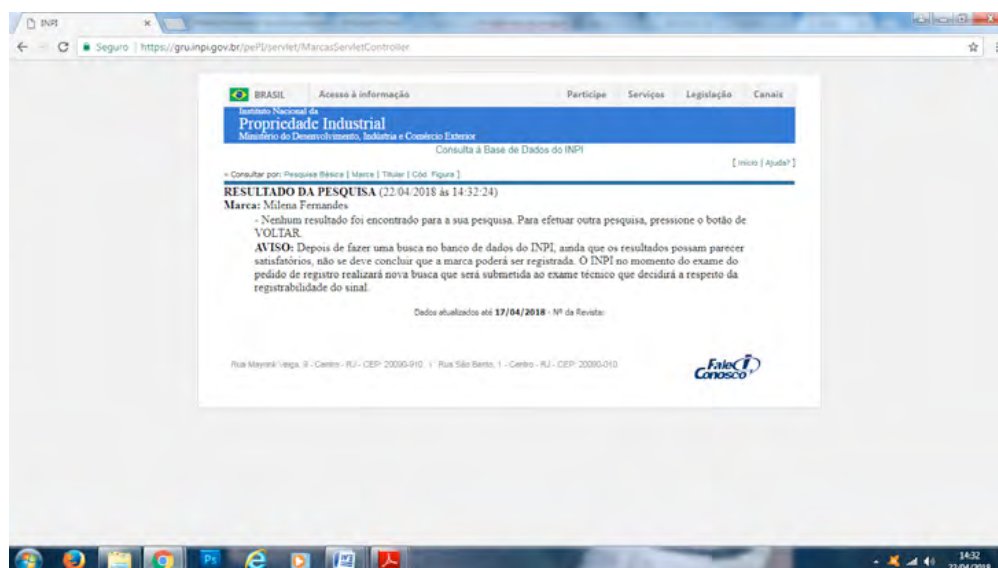 INPI
Seguro | https://gru.inpi.gov.br/pePI/servlet/MarcasServletController
BRASIL Acesso à informação Participe Serviços Legislação Canais
Instituto Nacional da
Propriedade Industrial
Ministério do Desenvolvimento, Indústria e Comércio Exterior
Consulta à Base de Dados do INPI
[ Início | Ajuda? ]
» Consultar por: Pesquisa Básica | Marca | Titular | Cód. Figura ]
RESULTADO DA PESQUISA (22/04/2018 às 14:32:24)
Marca: Milena Fernandes
- Nenhum resultado foi encontrado para a sua pesquisa. Para efetuar outra pesquisa, pressione o botão de
VOLTAR.
AVISO: Depois de fazer uma busca no banco de dados do INPI, ainda que os resultados possam parecer
satisfatórios, não se deve concluir que a marca poderá ser registrada. O INPI no momento do exame do
pedido de registro realizará nova busca que será submetida ao exame técnico que decidirá a respeito da
registrabilidade do sinal.
Dados atualizados até 17/04/2018 - Nº da Revista:
Rua Mayrink Veiga, 9 - Centro - RJ - CEP: 20090-910 | Rua São Bento, 1 - Centro - RJ - CEP: 20090-010
Fale
Conosco
Ps
14:32
22/04/2018